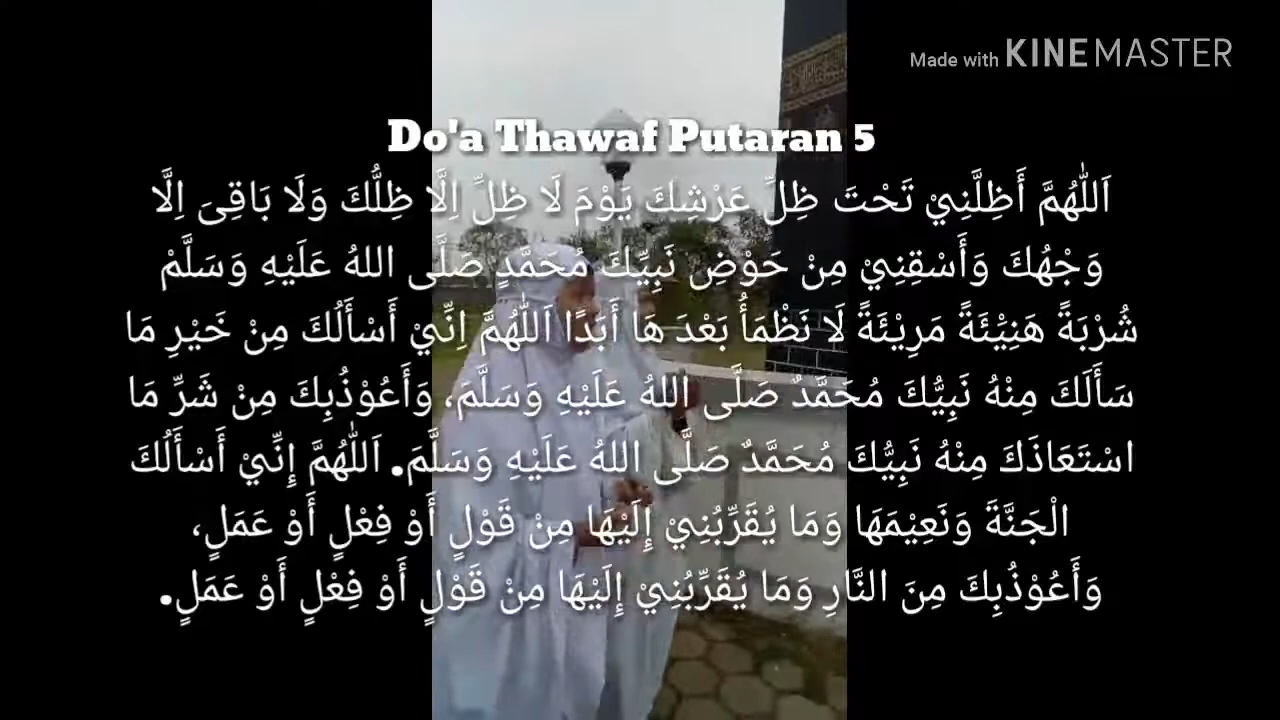 Made with KINEMASTER
Do'a Thawaf Putaran 5
اَللّٰهُمَّ أَظِلَّنِيْ تَحْتَ ظِلِّ عَرْشِكَ يَوْمَ لَا ظِلِّ اِلَّا ظِلُّكَ وَلَا بَاقِىَ اِلَّا
وَجْهُكَ وَأَسْقِنِيْ مِنْ حَوْضِ نَبِيِّكَ مُحَمَّدٍ صَلَّى اللهُ عَلَيْهِ وَسَلَّمْ
شُرْبَةً هَنِيْئَةً مَرِيْئَةً لَا نَظْمَأُ بَعْدَ هَا أَبَدًا اَللّٰهُمَّ اِنِّيْ أَسْأَلُكَ مِنْ خَيْرِ مَا
سَأَلَكَ مِنْهُ نَبِيُّكَ مُحَمَّدٌ صَلَّى اللهُ عَلَيْهِ وَسَلَّمَ، وَأَعُوْذُبِكَ مِنْ شَرِّ مَا
اسْتَعَاذَكَ مِنْهُ نَبِيُّكَ مُحَمَّدٌ صَلَّى اللهُ عَلَيْهِ وَسَلَّمَ. اَللّٰهُمَّ إِنِّيْ أَسْأَلُكَ
الْجَنَّةَ وَنَعِيْمَهَا وَمَا يُقَرِّبُنِيْ إِلَيْهَا مِنْ قَوْلٍ أَوْ فِعْلٍ أَوْ عَمَلٍ،
وَأَعُوْذُبِكَ مِنَ النَّارِ وَمَا يُقَرِّبُنِيْ إِلَيْهَا مِنْ قَوْلٍ أَوْ فِعْلٍ أَوْ عَمَلٍ.